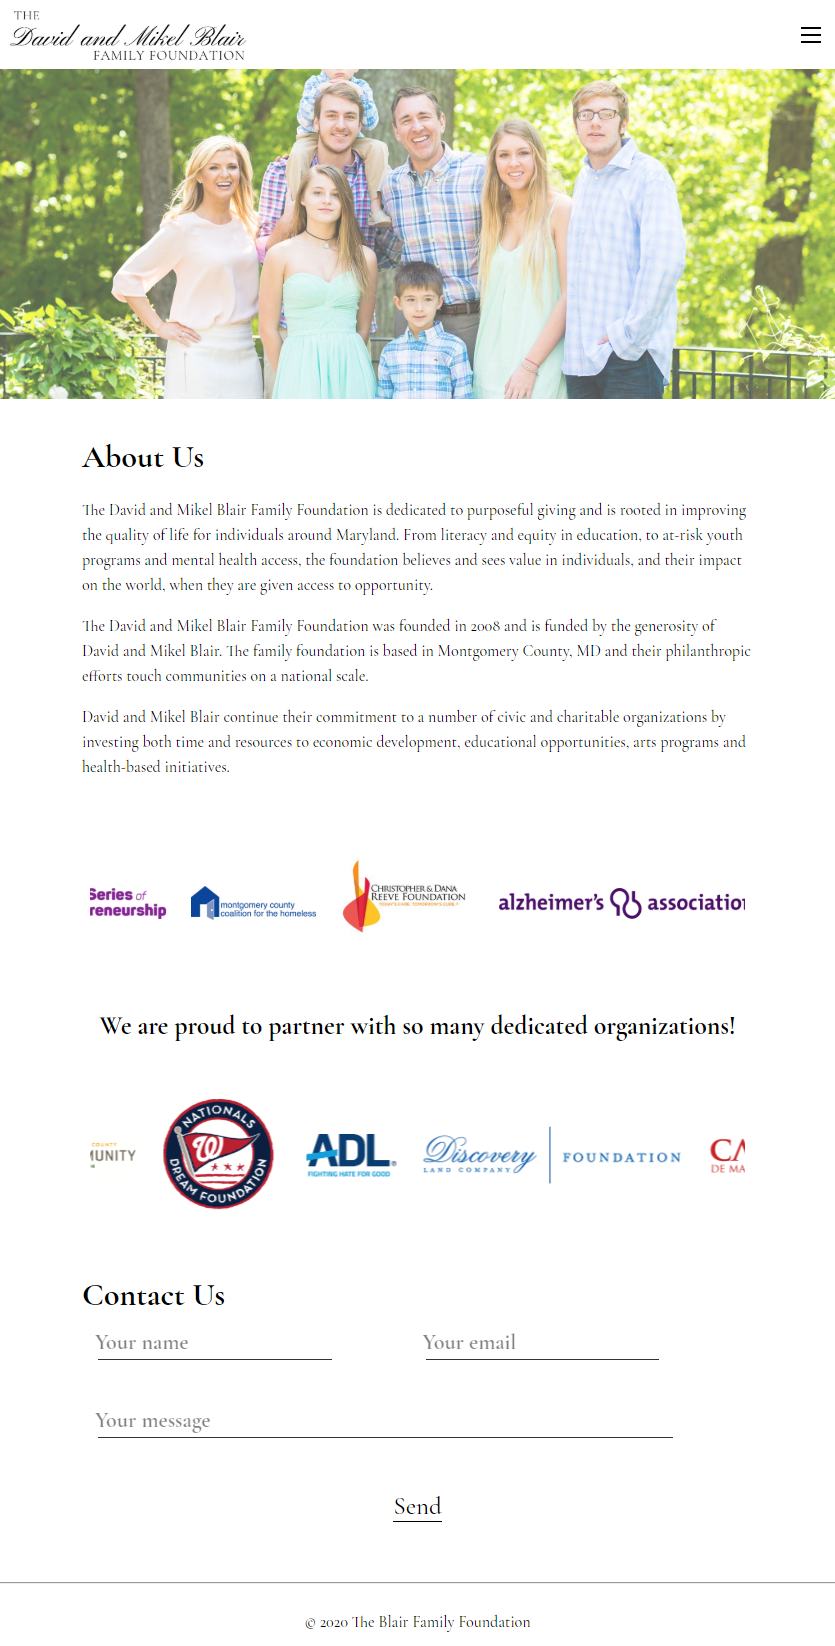 THE
David and Mikel Blair
FAMILY FOUNDATION
About Us
The David and Mikel Blair Family Foundation is dedicated to purposeful giving and is rooted in improving
the quality of life for individuals around Maryland. From literacy and equity in education, to at-risk youth
programs and mental health access, the foundation believes and sees value in individuals, and their impact
on the world, when they are given access to opportunity.
The David and Mikel Blair Family Foundation was founded in 2008 and is funded by the generosity of
David and Mikel Blair. The family foundation is based in Montgomery County, MD and their philanthropic
efforts touch communities on a national scale.
David and Mikel Blair continue their commitment to a number of civic and charitable organizations by
investing both time and resources to economic development, educational opportunities, arts programs and
health-based initiatives.
Series of
reneurship
montgomery county
coalition for the homeless
CHRISTOPHER & DANA
REEVE FOUNDATION
TODAY'S CARE. TOMORROW'S CURE.®
alzheimer's association
We are proud to partner with so many dedicated organizations!
COUNTY
MUNITY
NATIONALS
W
DREAM FOUNDATION
ADL®
FIGHTING HATE FOR GOOD
Discovery
LAND COMPANY
FOUNDATION
CA
DE MA
Contact Us
Your name
Your email
Your message
Send
© 2020 The Blair Family Foundation